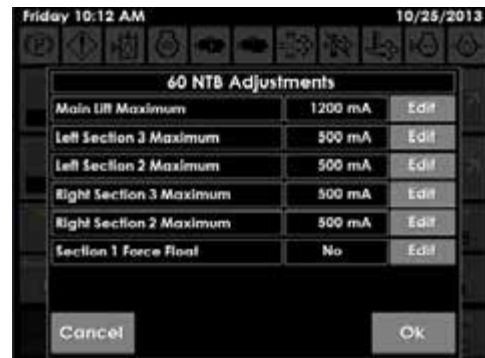 Friday 10:12 AM 10/25/2013
60 NTB Adjustments
Main Lift Maximum 1200 mA Edit
Left Section 3 Maximum 500 mA Edit
Left Section 2 Maximum 500 mA Edit
Right Section 3 Maximum 500 mA Edit
Right Section 2 Maximum 500 mA Edit
Section 1 Force Float No Edit
Cancel Ok